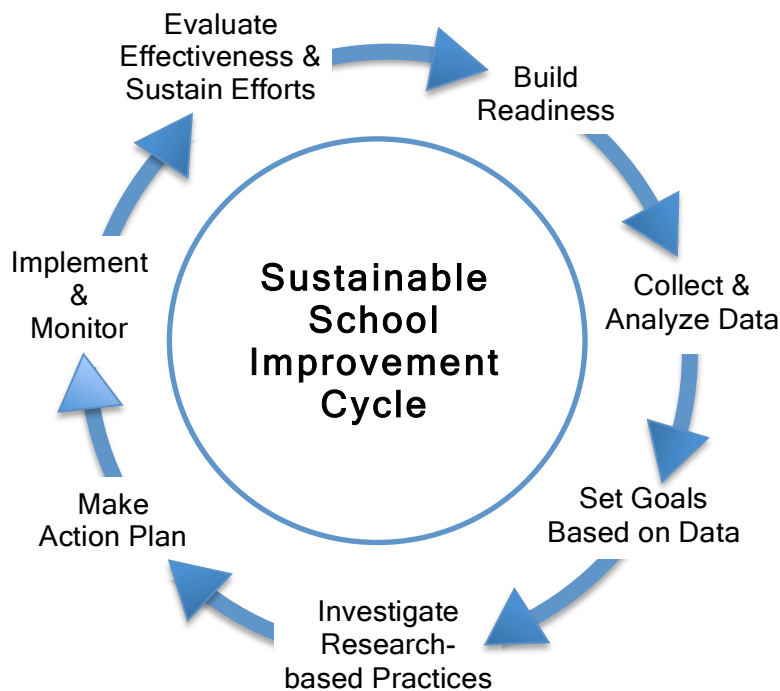 Evaluate
Effectiveness &
Sustain Efforts
Build
Readiness
Collect &
Analyze Data
Set Goals
Based on Data
Investigate
Research-
based Practices
Make
Action Plan
Implement
&
Monitor
Sustainable
School
Improvement
Cycle